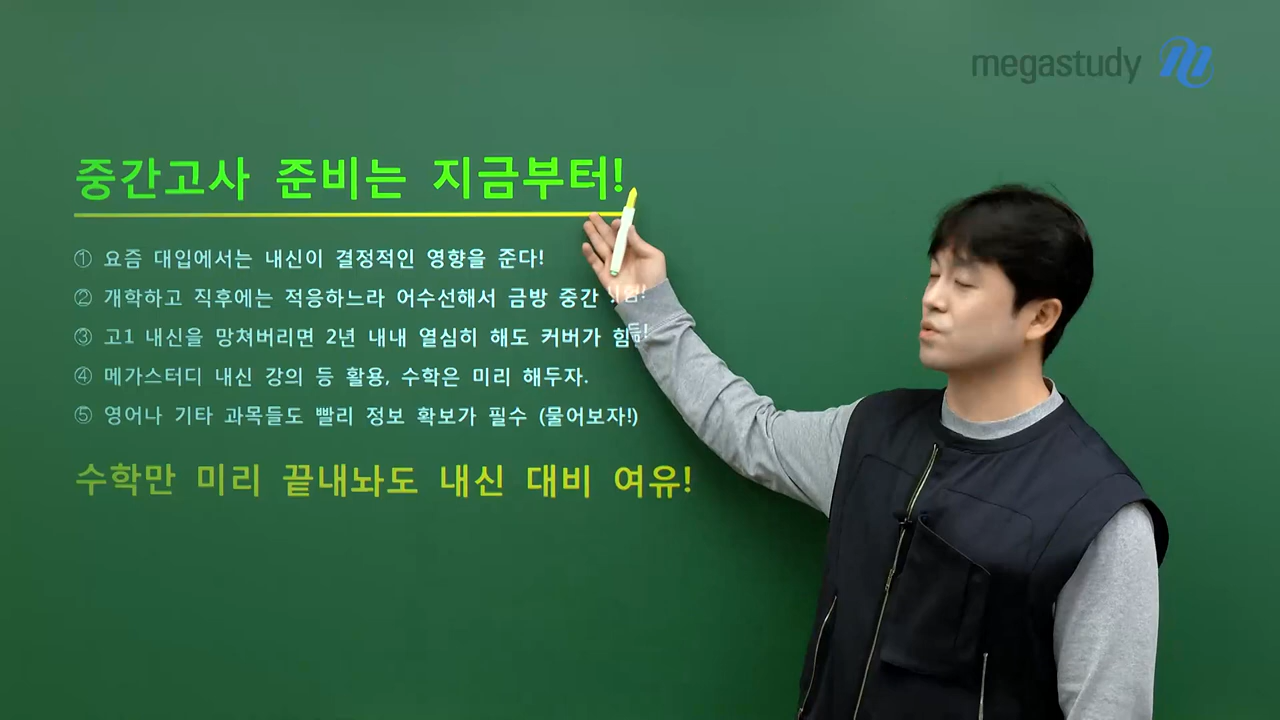 megastudy
중간고사 준비는 지금부터!
① 요즘 대입에서는 내신이 결정적인 영향을 준다!
② 개학하고 직후에는 적응하느라 어수선해서 금방 중간 시험!
③ 고1 내신을 망쳐버리면 2년 내내 열심히 해도 커버가 힘듦!
④ 메가스터디 내신 강의 등 활용, 수학은 미리 해두자.
⑤ 영어나 기타 과목들도 빨리 정보 확보가 필수 (물어보자!)
수학만 미리 끝내놔도 내신 대비 여유!